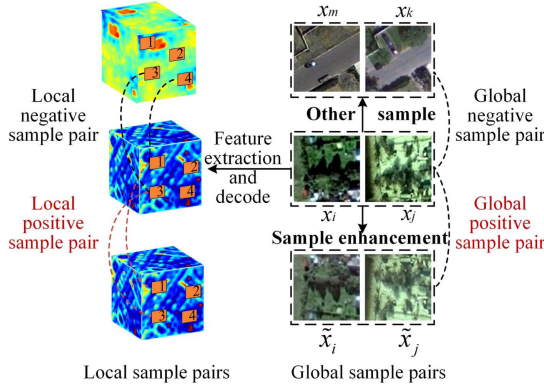 x_m x_k
1
2
3
4
Local
negative
sample pair
Other sample
Global
negative
sample pair
Feature
extraction
and
decode
1
2
3
4
x_i x_j
Local
positive
sample pair
Global
positive
sample pair
Sample enhancement
1
2
3
4
x̃_i x̃_j
Local sample pairs Global sample pairs